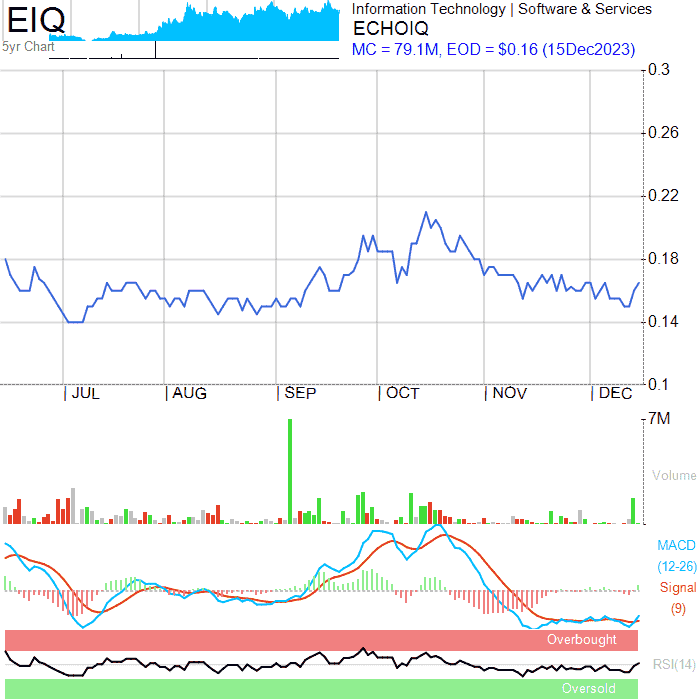 EIQ
5yr Chart
Information Technology | Software & Services
ECHOIQ
MC = 79.1M, EOD = $0.16 (15Dec2023)
0.3
0.26
0.22
0.18
0.14
0.1
| JUL | AUG | SEP | OCT | NOV | DEC
7M
Volume
MACD
(12-26)
Signal
(9)
Overbought
RSI(14)
Oversold